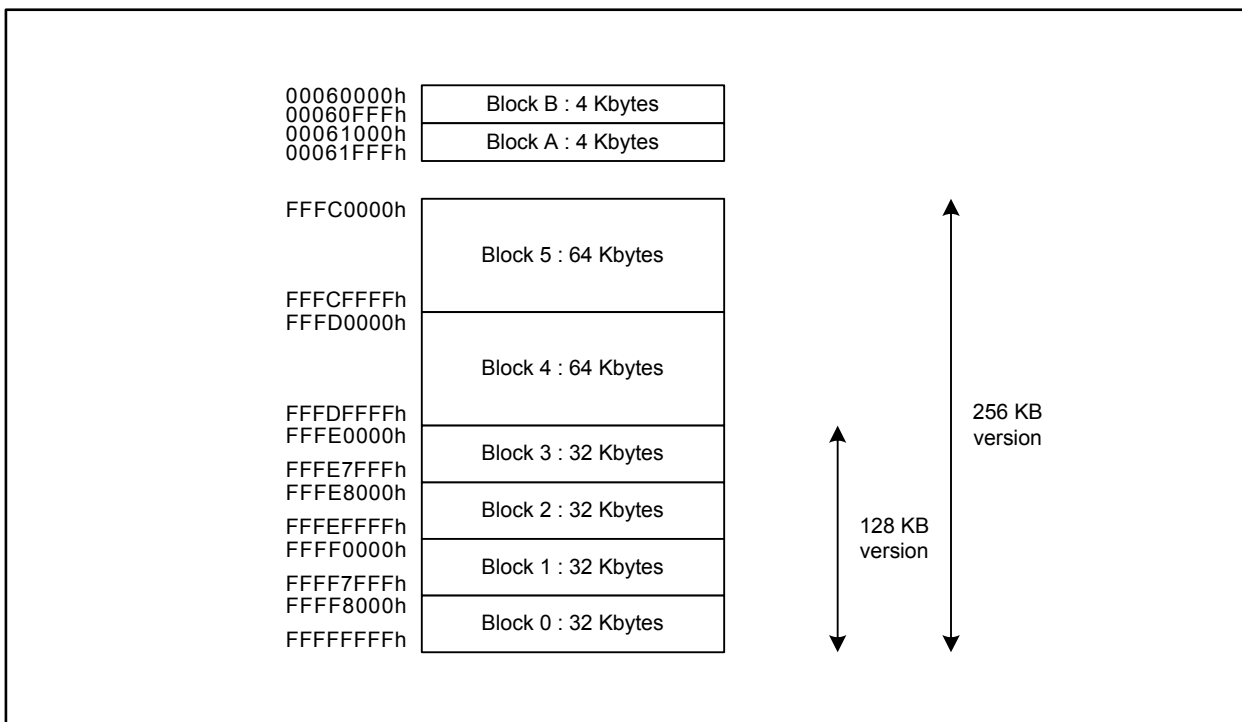 00060000h
00060FFFh
Block B : 4 Kbytes
00061000h
00061FFFh
Block A : 4 Kbytes
FFFC0000h
Block 5 : 64 Kbytes
FFFCFFFFh
FFFD0000h
Block 4 : 64 Kbytes
FFFDFFFFh
FFFE0000h
Block 3 : 32 Kbytes
FFFE7FFFh
FFFE8000h
Block 2 : 32 Kbytes
FFFEFFFFh
FFFF0000h
Block 1 : 32 Kbytes
FFFF7FFFh
FFFF8000h
Block 0 : 32 Kbytes
FFFFFFFFh
128 KB
version
256 KB
version